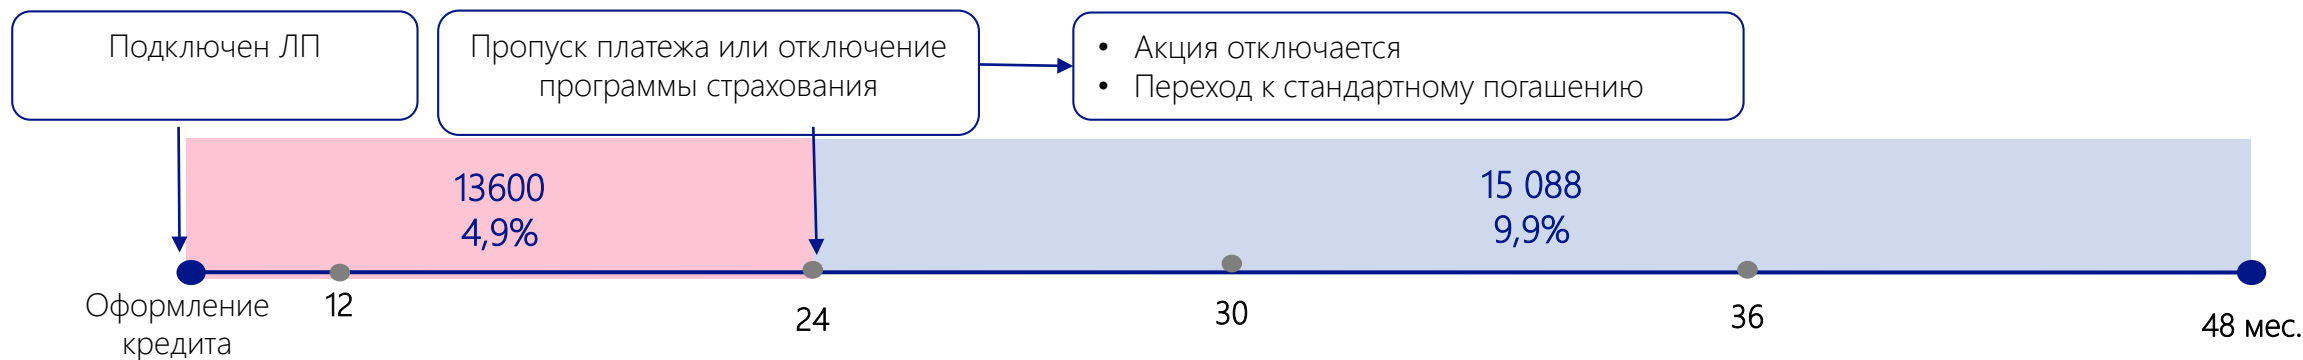 Подключен ЛП
Пропуск платежа или отключение
программы страхования
• Акция отключается
• Переход к стандартному погашению
13600
4,9%
15 088
9,9%
Оформление
кредита
12
24
30
36
48 мес.